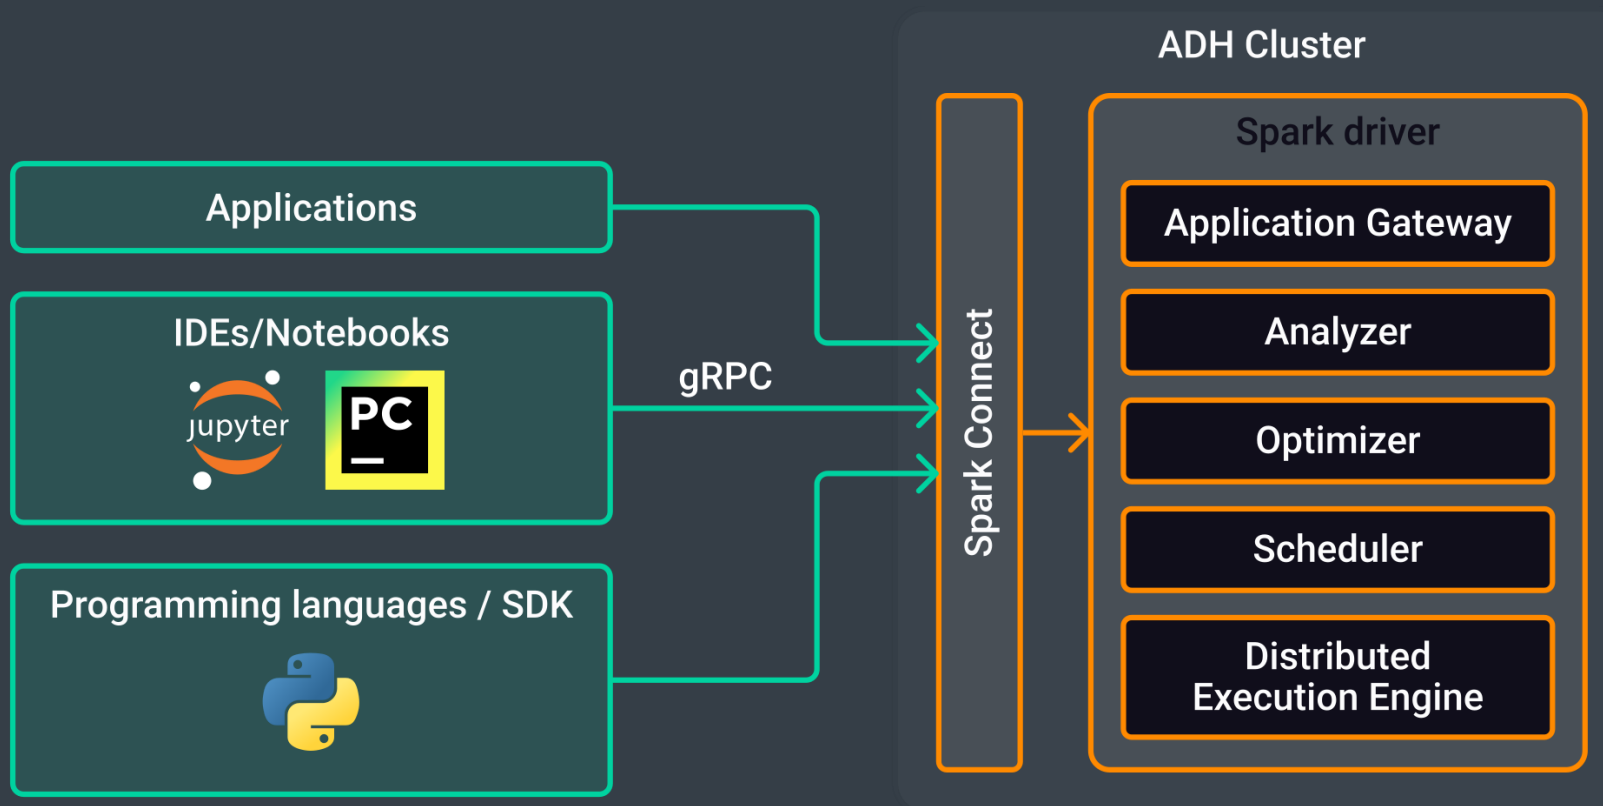 ADH Cluster
Applications
IDEs/Notebooks
jupyter
PC
Programming languages / SDK
gRPC
Spark Connect
Spark driver
Application Gateway
Analyzer
Optimizer
Scheduler
Distributed
Execution Engine